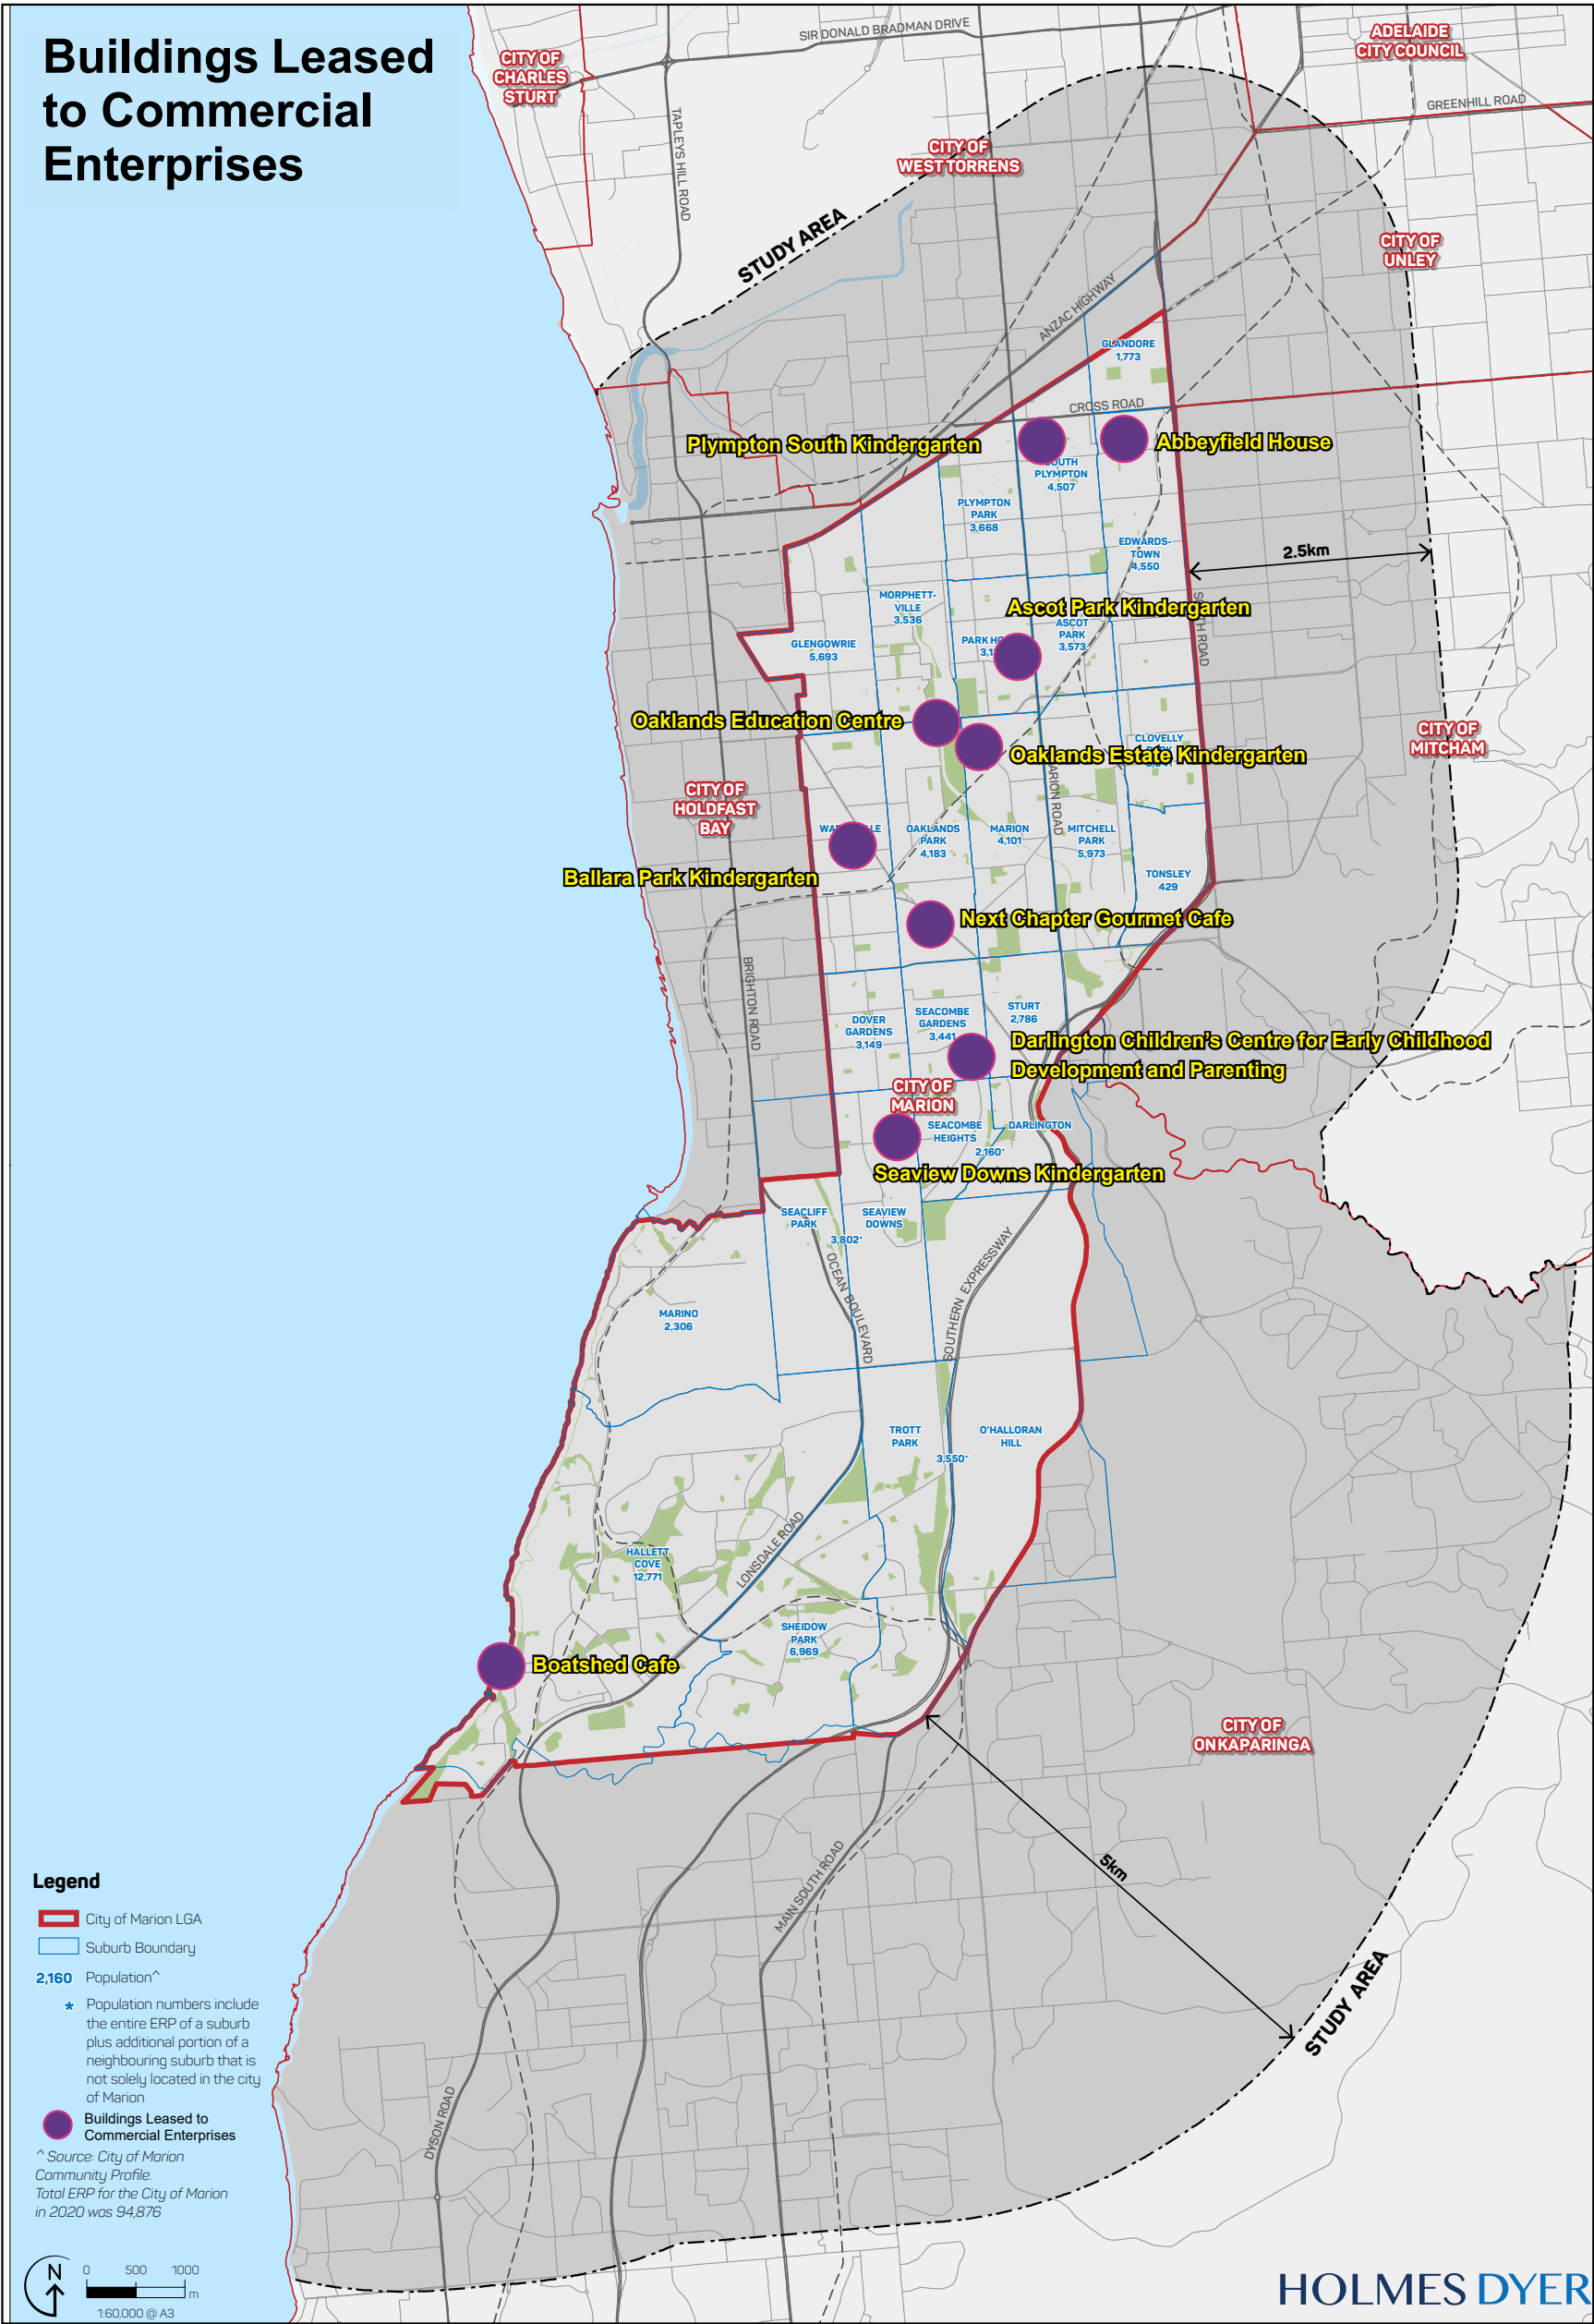 Buildings Leased
to Commercial
Enterprises
CITY OF
CHARLES
STURT
SIR DONALD BRADMAN DRIVE
ADELAIDE
CITY COUNCIL
GREENHILL ROAD
TAPLEYS HILL ROAD
CITY OF
WEST TORRENS
STUDY AREA
CITY OF
UNLEY
ANZAC HIGHWAY
GLANDORE
1,773
CROSS ROAD
Plympton South Kindergarten
Abbeyfield House
PLYMPTON
4,507
PLYMPTON
PARK
3,668
EDWARDS-
TOWN
4,550
2.5km
MORPHETT-
VILLE
3,536
Ascot Park Kindergarten
ASCOT
PARK
3,573
PARK
GLENGOWRIE
5,693
ROAD
Oaklands Education Centre
CLOVELLY
Oaklands Estate Kindergarten
CITY OF
MITCHAM
CITY OF
HOLDFAST
BAY
ROAD
OAKLANDS
PARK
4,183
MARION
4,101
MITCHELL
PARK
5,973
Ballara Park Kindergarten
TONSLEY
429
Next Chapter Gourmet Cafe
BRIGHTON ROAD
DOVER
GARDENS
3,149
SEACOMBE
GARDENS
3,441
STURT
2,786
Darlington Children's Centre for Early Childhood
Development and Parenting
CITY OF
MARION
SEACOMBE
HEIGHTS
DARLINGTON
2,160*
Seaview Downs Kindergarten
SEACLIFF
PARK
SEAVIEW
DOWNS
3,802*
OCEAN BOULEVARD
SOUTHERN EXPRESSWAY
MARINO
2,306
TROTT
PARK
O'HALLORAN
HILL
3,550*
LONSDALE ROAD
HALLETT
COVE
12,771
SHEIDOW
PARK
6,969
Boatshed Cafe
CITY OF
ONKAPARINGA
5km
MAIN SOUTH ROAD
STUDY AREA
DYSON ROAD
Legend
City of Marion LGA
Suburb Boundary
2,160 Population^
* Population numbers include
the entire ERP of a suburb
plus additional portion of a
neighbouring suburb that is
not solely located in the city
of Marion
Buildings Leased to
Commercial Enterprises
^ Source: City of Marion
Community Profile.
Total ERP for the City of Marion
in 2020 was 94,876
N
0 500 1000
m
1:60,000 @ A3
HOLMES DYER